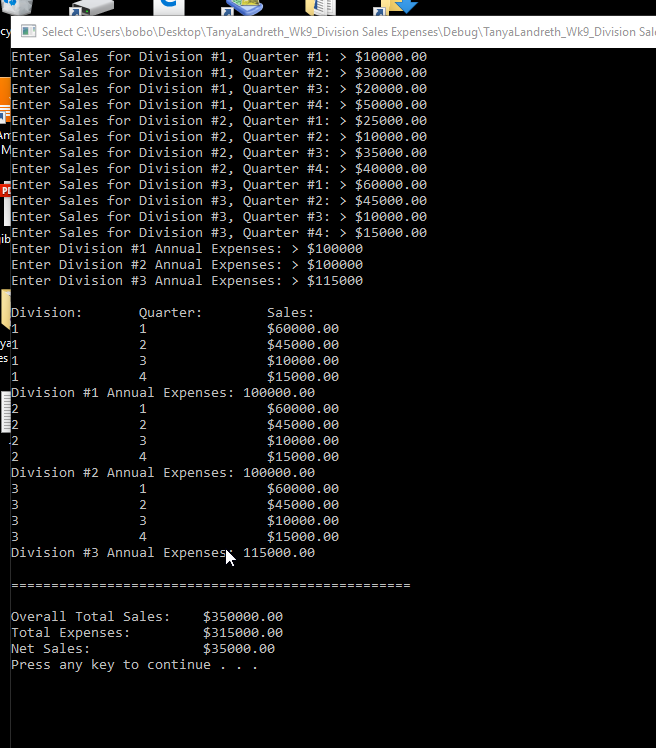 Select C:\Users\bobo\Desktop\TanyaLandreth_Wk9_Division Sales Expenses\Debug\TanyaLandreth_Wk9_Division
Enter Sales for Division #1, Quarter #1: > $10000.00
Enter Sales for Division #1, Quarter #2: > $30000.00
Enter Sales for Division #1, Quarter #3: > $20000.00
Enter Sales for Division #1, Quarter #4: > $50000.00
Enter Sales for Division #2, Quarter #1: > $25000.00
Enter Sales for Division #2, Quarter #2: > $10000.00
Enter Sales for Division #2, Quarter #3: > $35000.00
Enter Sales for Division #2, Quarter #4: > $40000.00
Enter Sales for Division #3, Quarter #1: > $60000.00
Enter Sales for Division #3, Quarter #2: > $45000.00
Enter Sales for Division #3, Quarter #3: > $10000.00
Enter Sales for Division #3, Quarter #4: > $15000.00
Enter Division #1 Annual Expenses: > $100000
Enter Division #2 Annual Expenses: > $100000
Enter Division #3 Annual Expenses: > $115000
Division: Quarter: Sales:
1 1 $60000.00
1 2 $45000.00
1 3 $10000.00
1 4 $15000.00
Division #1 Annual Expenses: 100000.00
2 1 $60000.00
2 2 $45000.00
2 3 $10000.00
2 4 $15000.00
Division #2 Annual Expenses: 100000.00
3 1 $60000.00
3 2 $45000.00
3 3 $10000.00
3 4 $15000.00
Division #3 Annual Expenses: 115000.00
==================================================
Overall Total Sales: $350000.00
Total Expenses: $315000.00
Net Sales: $35000.00
Press any key to continue . . .